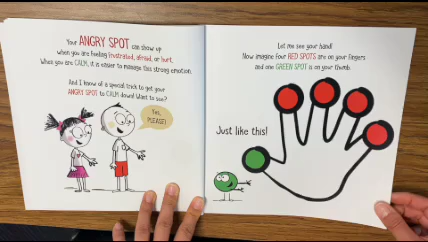 Your ANGRY SPOT can show up
when you are feeling frustrated, afraid, or hurt.
When you are CALM, it is easier to manage this strong emotion.
And I know of a special trick to get your
ANGRY SPOT to CALM down! Want to see?
Yes,
PLEASE!
Let me see your hand!
Now imagine four RED SPOTS are on your fingers
and one GREEN SPOT is on your thumb.
Just like this!